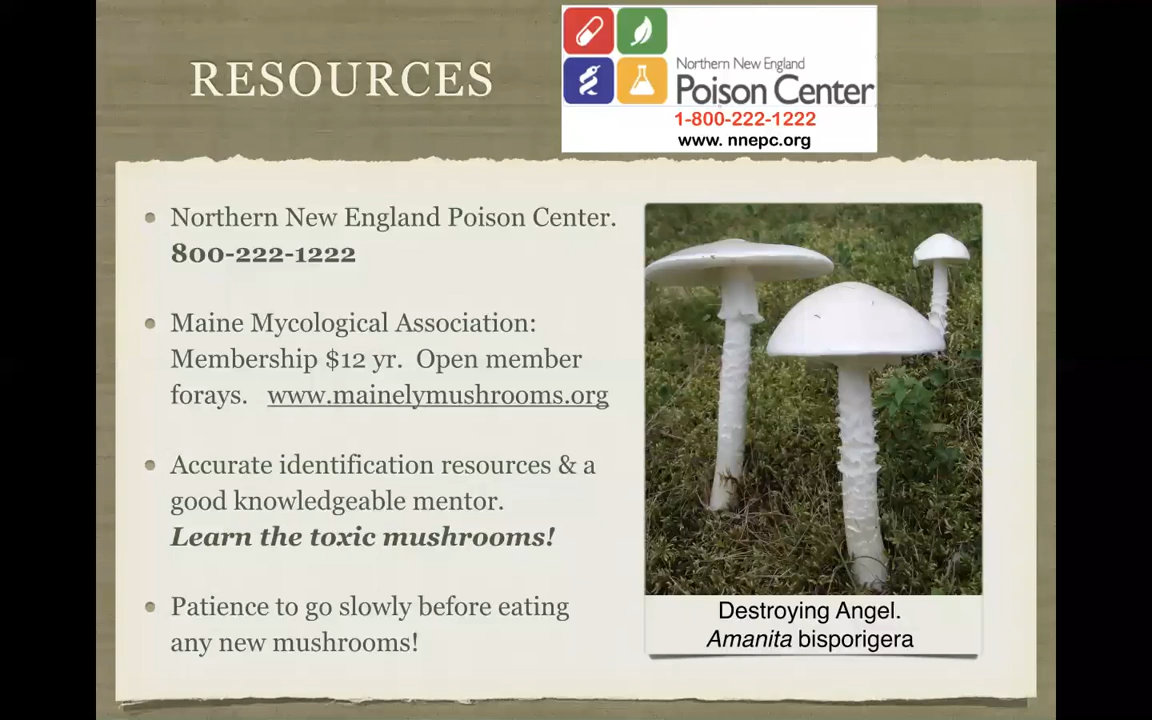 RESOURCES
Northern New England
Poison Center
1-800-222-1222
www. nnepc.org
Northern New England Poison Center.
800-222-1222
Maine Mycological Association:
Membership $12 yr. Open member
forays. www.mainelymushrooms.org
Accurate identification resources & a
good knowledgeable mentor.
Learn the toxic mushrooms!
Patience to go slowly before eating
any new mushrooms!
Destroying Angel.
Amanita bisporigera